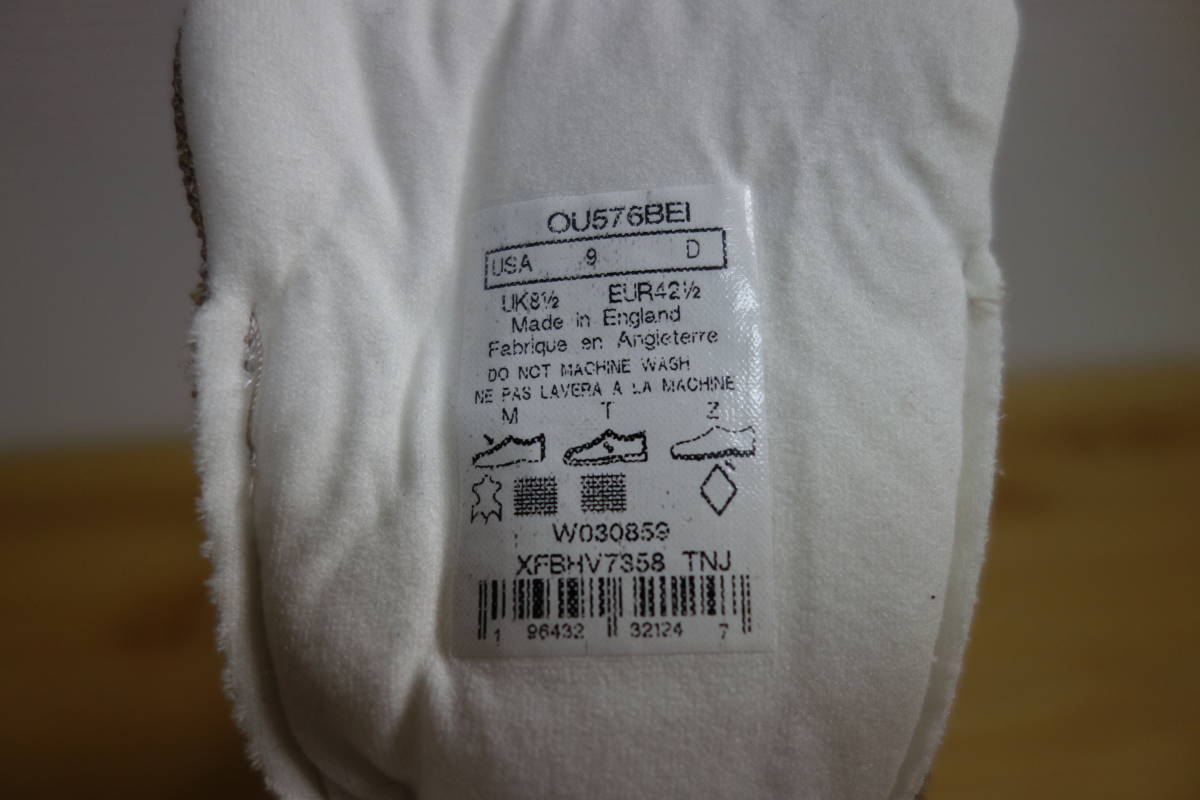 OU576BEI
USA 9 D
UK8½ EUR42½
Made in England
Fabrique en Angleterre
DO NOT MACHINE WASH
NE PAS LAVERA A LA MACHINE
M T Z
W030859
XFBHV7358 TNJ
1 96432 32124 7